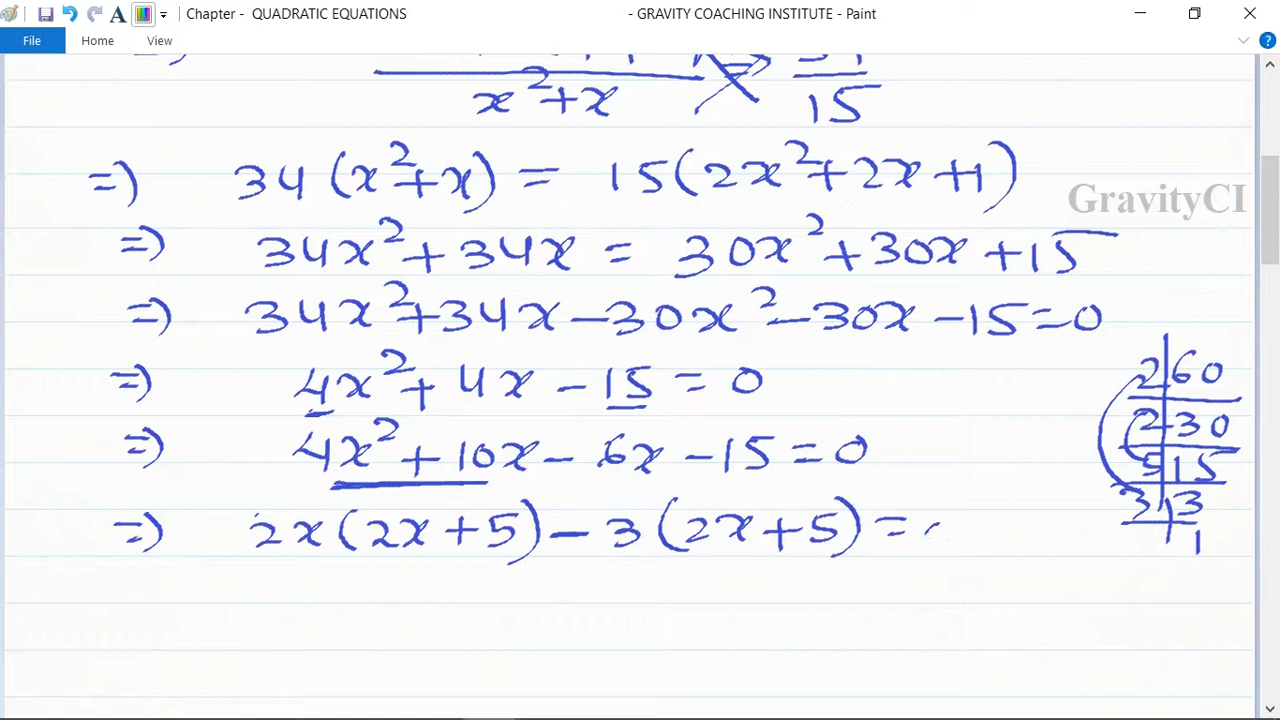 Chapter - QUADRATIC EQUATIONS - GRAVITY COACHING INSTITUTE - Paint
File Home View
x²+x 15
=) 34(x²+x) = 15(2x²+2x+1)
GravityCI
=) 34x²+34x = 30x²+30x+15
=) 34x²+34x-30x²-30x-15=0
=) 4x²+4x-15=0
=) 4x²+10x-6x-15=0
=) 2x(2x+5)-3(2x+5)=
2 60
2 30
5 15
3 3
1